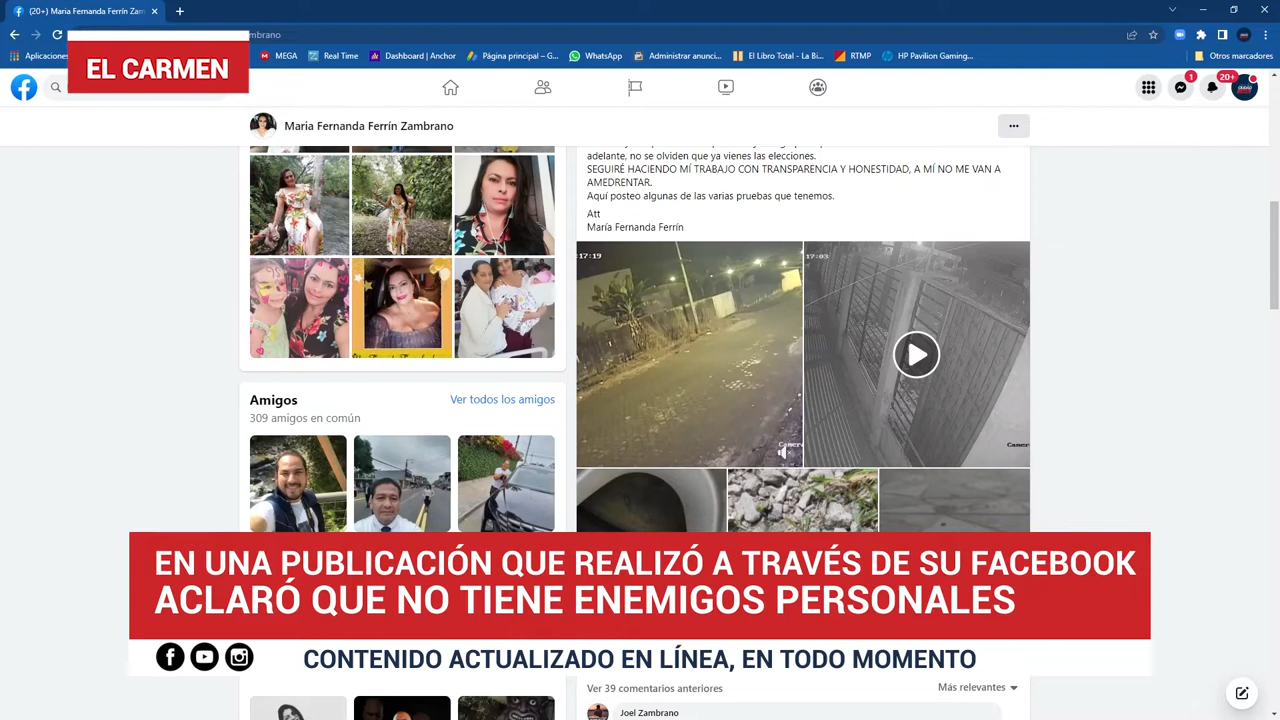 (20+) Maria Fernanda Ferrín Zamb
mbrano
Aplicaciones
MEGA
Real Time
Dashboard | Anchor
Página principal – G...
WhatsApp
Administrar anunci...
El Libro Total - La Bi...
RTMP
HP Pavilion Gaming...
Otros marcadores
EL CARMEN
1
20+
Maria Fernanda Ferrín Zambrano
adelante, no se olviden que ya vienes las elecciones.
SEGUIRÉ HACIENDO MÍ TRABAJO CON TRANSPARENCIA Y HONESTIDAD, A MÍ NO ME VAN A
AMEDRENTAR.
Aquí posteo algunas de las varias pruebas que tenemos.
Att
María Fernanda Ferrín
:17:19
17:03
Camera
Camer
Amigos
Ver todos los amigos
309 amigos en común
EN UNA PUBLICACIÓN QUE REALIZÓ A TRAVÉS DE SU FACEBOOK
ACLARÓ QUE NO TIENE ENEMIGOS PERSONALES
CONTENIDO ACTUALIZADO EN LÍNEA, EN TODO MOMENTO
Ver 39 comentarios anteriores
Más relevantes
Joel Zambrano